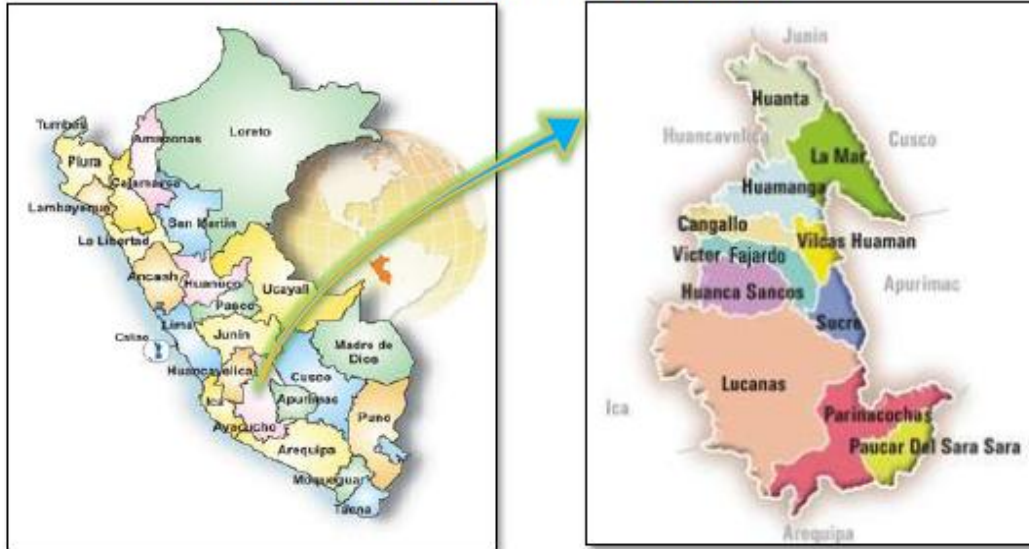 Tumbes
Piura
Lambayeque
Cajamarca
Amazonas
Loreto
San Martin
La Libertad
Ancash
Huanuco
Pasco
Ucayali
Lima
Callao
Junin
Huancavelica
Ica
Ayacucho
Apurimac
Cusco
Madre de
Dios
Puno
Arequipa
Moquegua
Tacna
Junin
Huanta
Huancavelica
La Mar
Cusco
Huamanga
Cangallo
Vilcas Huaman
Victor Fajardo
Huanca Sancos
Apurimac
Sucre
Lucanas
Ica
Parinacochas
Paucar Del Sara Sara
Arequipa